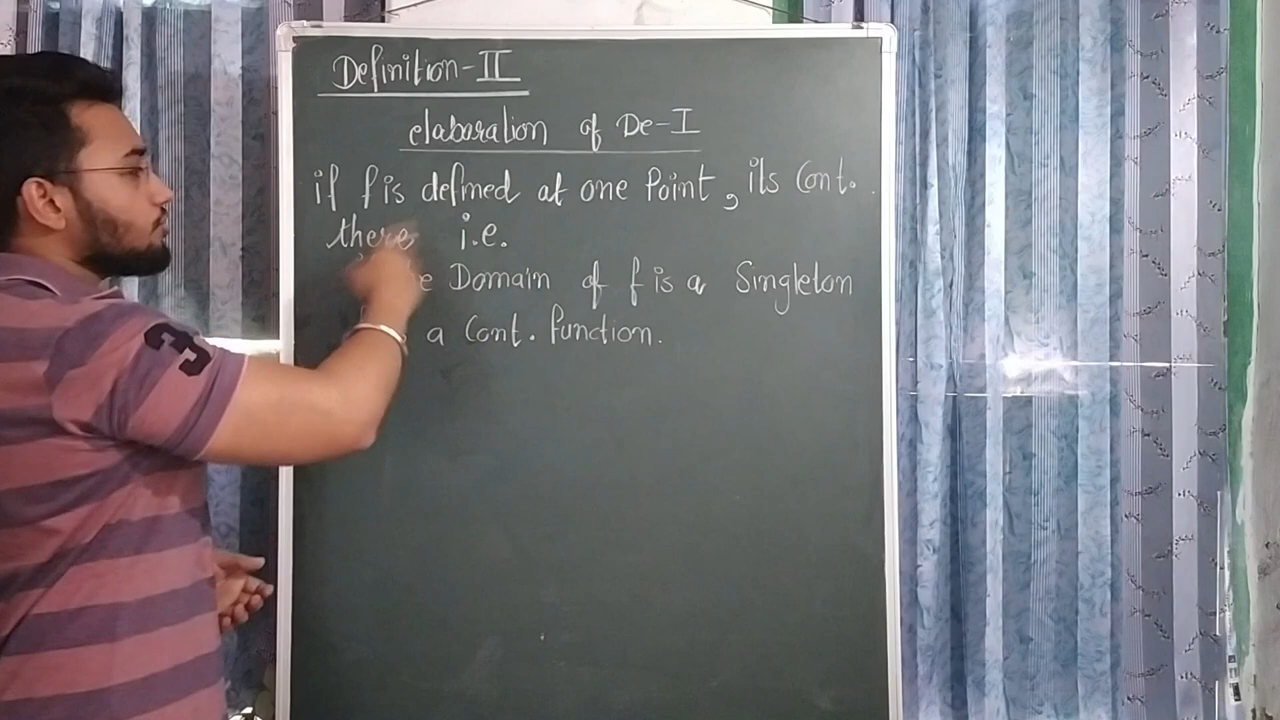 Definition-II
elaboration of De-I
if f is defined at one Point, its Cont.
there i.e.
Domain of f is a Singleton
a Cont. function.
3